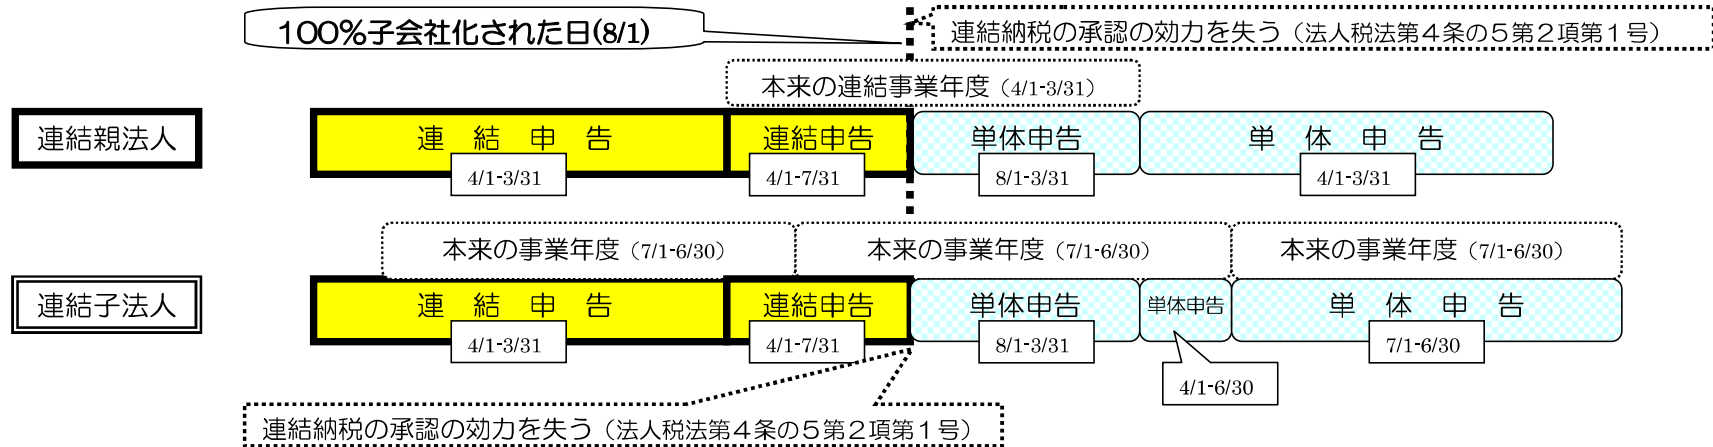 100%子会社化された日(8/1)
連結納税の承認の効力を失う(法人税法第4条の5第2項第1号)
本来の連結事業年度(4/1-3/31)
連結親法人
連結申告
連結申告
単体申告
単体申告
4/1-3/31
4/1-7/31
8/1-3/31
4/1-3/31
本来の事業年度(7/1-6/30)
本来の事業年度(7/1-6/30)
本来の事業年度(7/1-6/30)
連結子法人
連結申告
連結申告
単体申告
単体申告
単体申告
4/1-3/31
4/1-7/31
8/1-3/31
7/1-6/30
4/1-6/30
連結納税の承認の効力を失う(法人税法第4条の5第2項第1号)